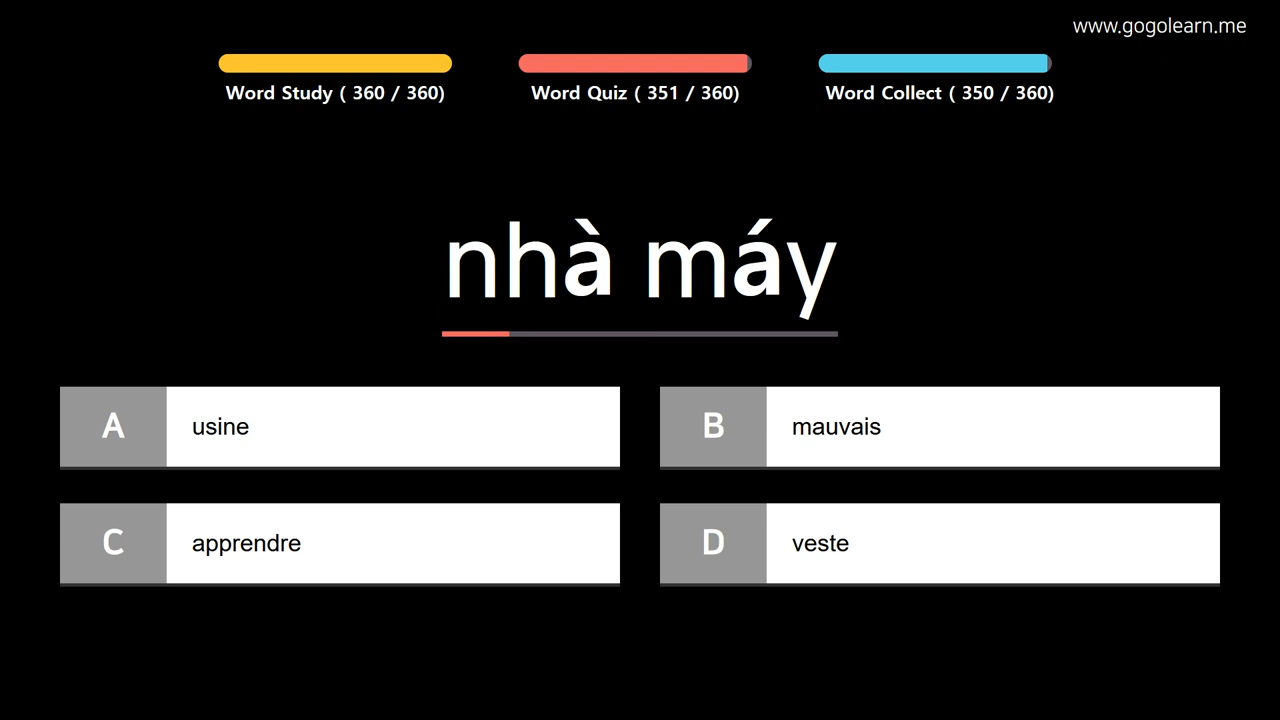 www.gogolearn.me
Word Study ( 360 / 360)
Word Quiz ( 351 / 360)
Word Collect ( 350 / 360)
nhà máy
A usine
B mauvais
C apprendre
D veste